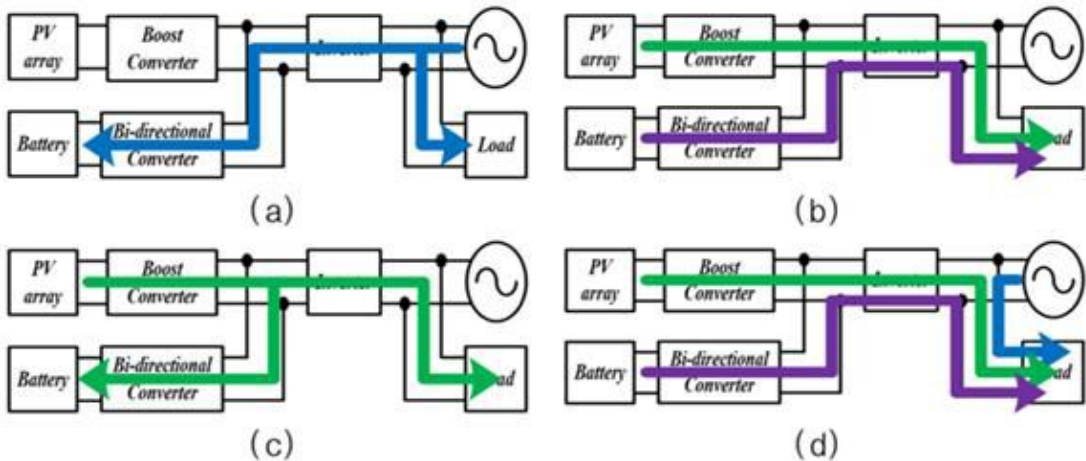 PV
array
Boost
Converter
Battery
Bi-directional
Converter
Load
(a)
PV
array
Boost
Converter
Battery
Bi-directional
Converter
(b)
PV
array
Boost
Converter
Battery
Bi-directional
Converter
(c)
PV
array
Boost
Converter
Battery
Bi-directional
Converter
(d)